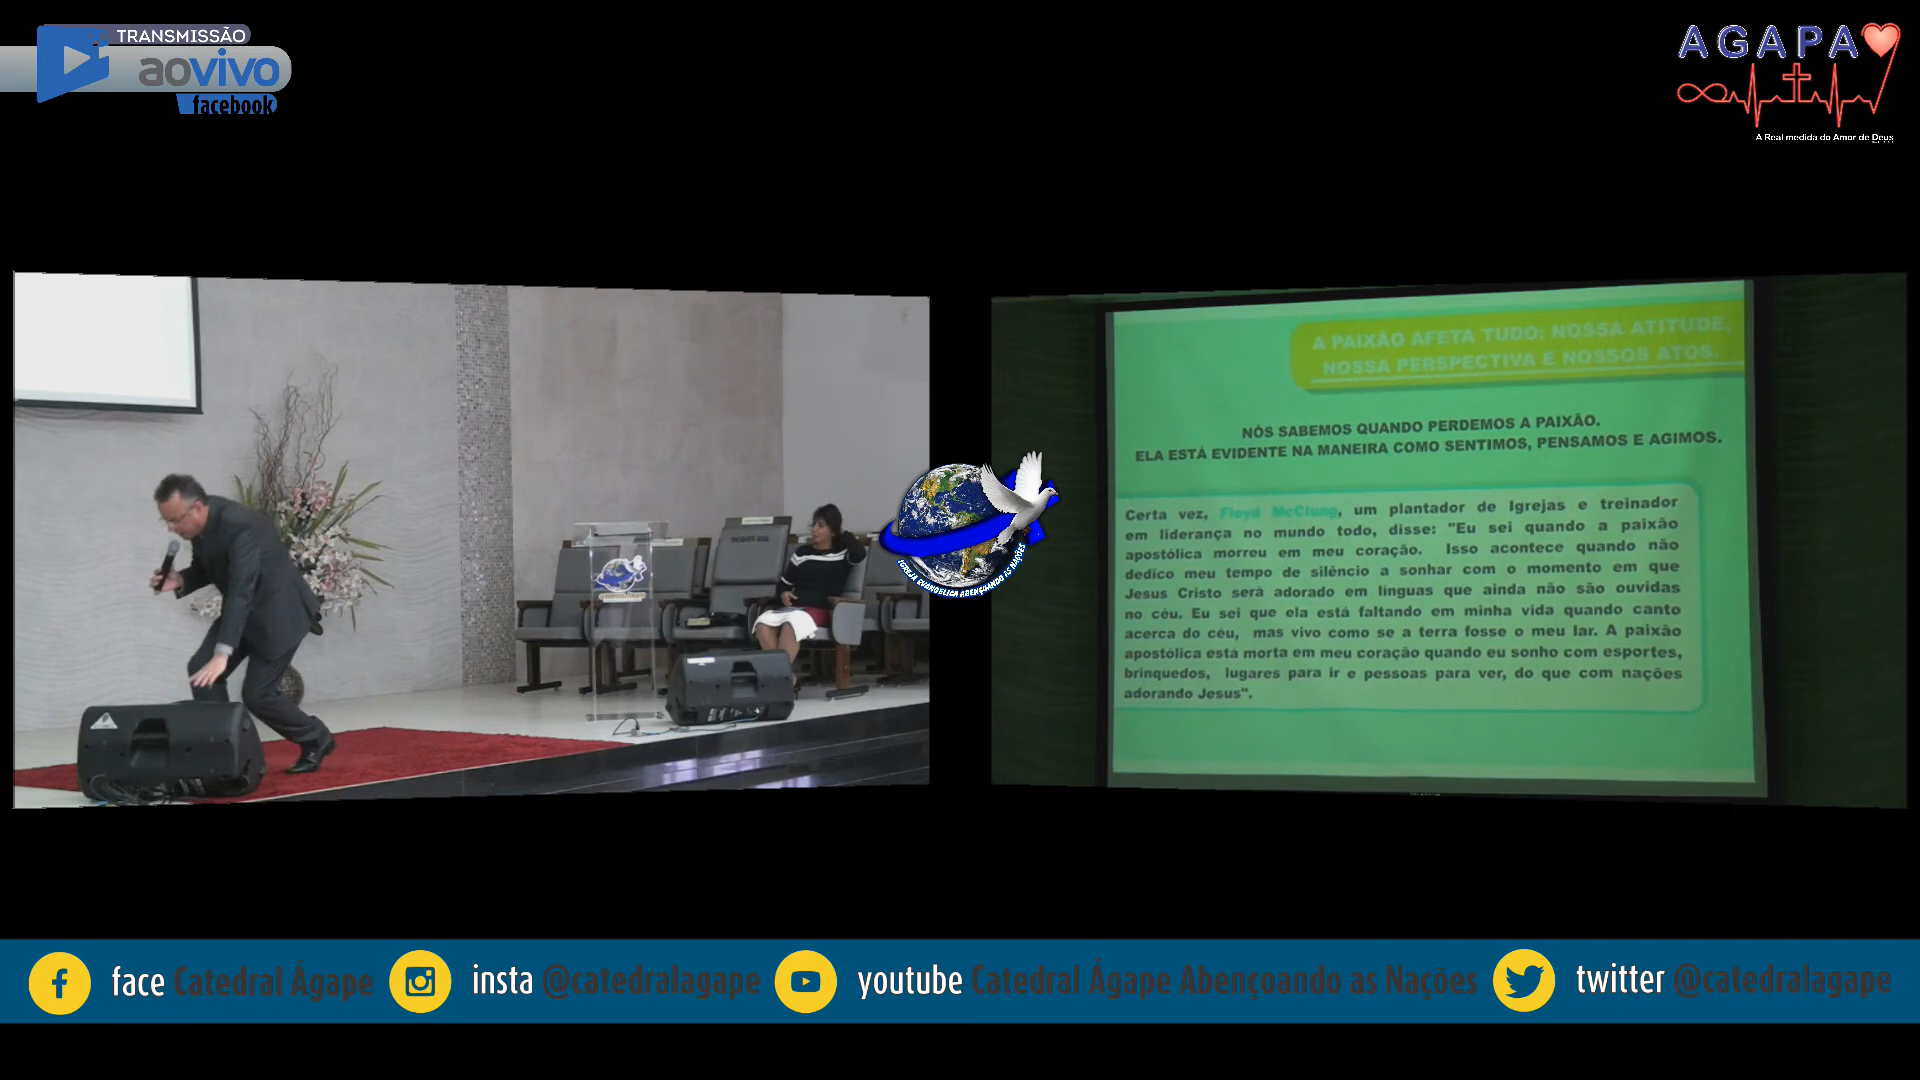 TRANSMISSÃO
aovivo
facebook
AGAPA
A Real medida do Amor de Deus
A PAIXÃO AFETA TUDO: NOSSA ATITUDE,
NOSSA PERSPECTIVA E NOSSOS ATOS.
NÓS SABEMOS QUANDO PERDEMOS A PAIXÃO.
ELA ESTÁ EVIDENTE NA MANEIRA COMO SENTIMOS, PENSAMOS E AGIMOS.
Certa vez, Floyd McClung, um plantador de Igrejas e treinador
em liderança no mundo todo, disse: "Eu sei quando a paixão
apostólica morreu em meu coração. Isso acontece quando não
dedico meu tempo de silêncio a sonhar com o momento em que
Jesus Cristo será adorado em línguas que ainda não são ouvidas
no céu. Eu sei que ela está faltando em minha vida quando canto
acerca do céu, mas vivo como se a terra fosse o meu lar. A paixão
apostólica está morta em meu coração quando eu sonho com esportes,
brinquedos, lugares para ir e pessoas para ver, do que com nações
adorando Jesus".
IGREJA EVANGÉLICA ABENÇOANDO AS NAÇÕES
face Catedral Ágape
insta @catedralagape
youtube Catedral Ágape Abençoando as Nações
twitter @catedralagape